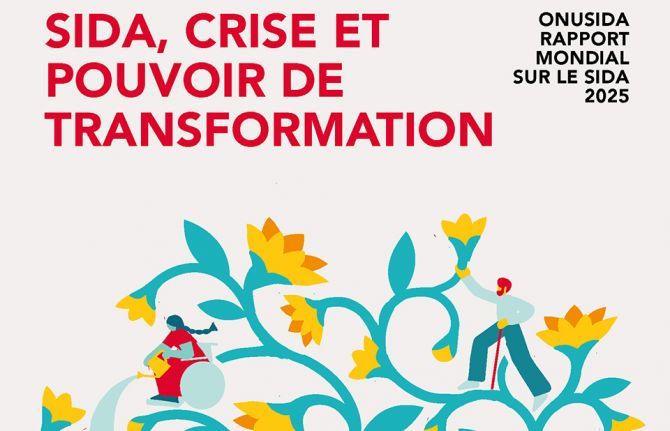 SIDA, CRISE ET
POUVOIR DE
TRANSFORMATION
ONUSIDA
RAPPORT
MONDIAL
SUR LE SIDA
2025